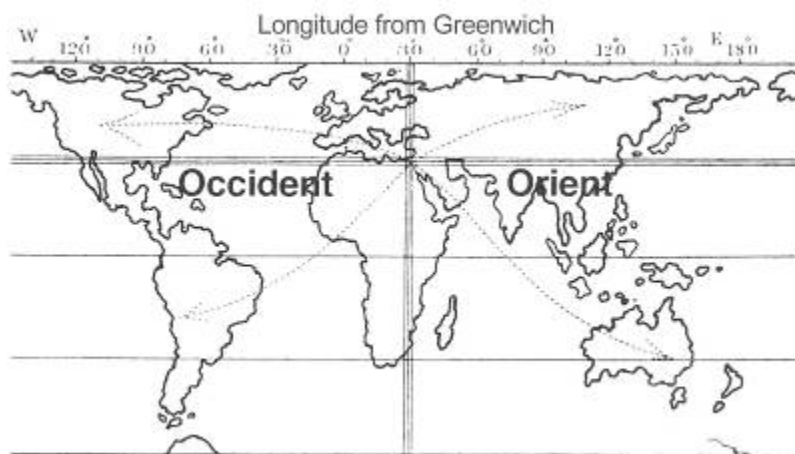 Longitude from Greenwich
W 120° 90° 60° 30 0° 30 60° 90° 120° 150° E 180°
Occident Orient